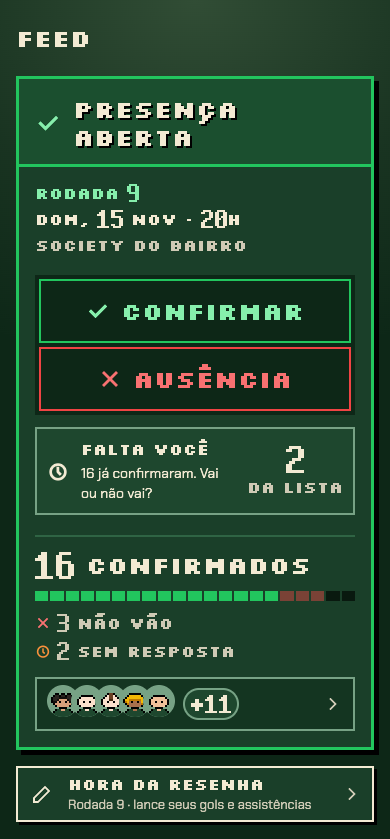 FEED
PRESENÇA
ABERTA
RODADA 9
DOM, 15 NOV · 20H
SOCIETY DO BAIRRO
CONFIRMAR
AUSÊNCIA
FALTA VOCÊ
16 já confirmaram. Vai
ou não vai?
2
DA LISTA
16 CONFIRMADOS
3 NÃO VÃO
2 SEM RESPOSTA
+11
HORA DA RESENHA
Rodada 9 · lance seus gols e assistências